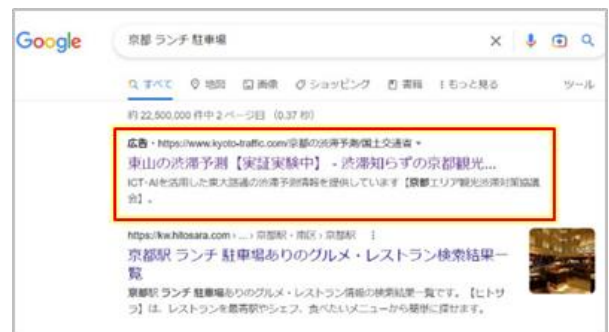 Google
京都 ランチ 駐車場
すべて 地図 画像 ショッピング 書籍 もっと見る ツール
約 22,500,000 件中 2 ページ目 (0.37 秒)
広告・https://www.kyoto-traffic.com/京都の渋滞予測/国土交通省
東山の渋滞予測【実証実験中】 - 渋滞知らずの京都観光...
ICT・AIを活用した東大路通の渋滞予測情報を提供しています【京都エリア観光渋滞対策協議
会】。
https://kw.hitosara.com › ... › 京都駅・南区 › 京都駅
京都駅 ランチ 駐車場ありのグルメ・レストラン検索結果一
覧
京都駅 ランチ 駐車場ありのグルメ・レストラン情報の検索結果一覧です。【ヒトサ
ラ】は、レストランを最寄駅やシェフ、食べたいメニューから簡単に探せます。